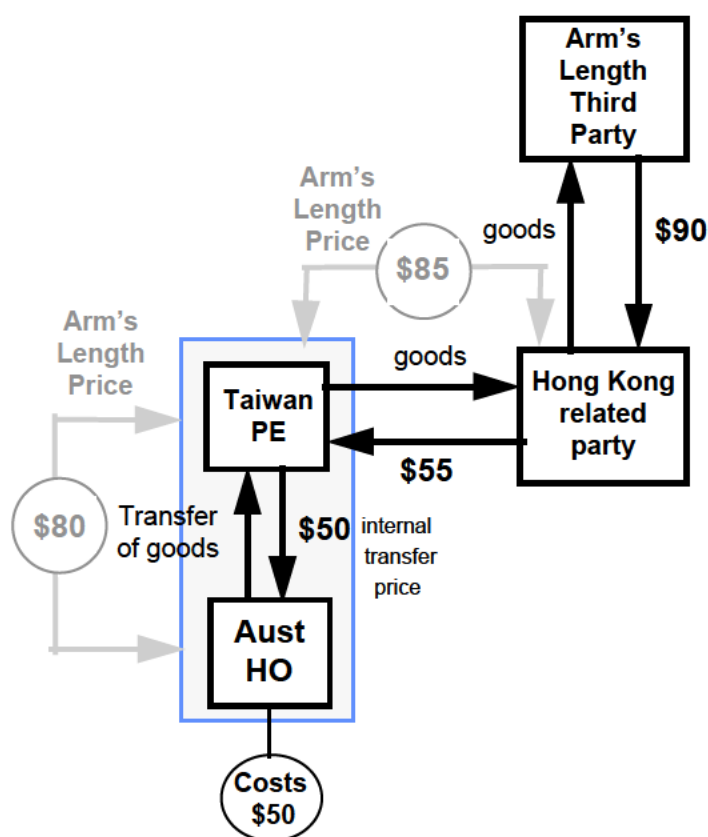 Arm's
Length
Third
Party
Arm's
Length
Price
goods
$90
$85
Arm's
Length
Price
goods
Taiwan
PE
Hong Kong
related
party
$55
$80
Transfer
of goods
$50 internal
transfer
price
Aust
HO
Costs
$50